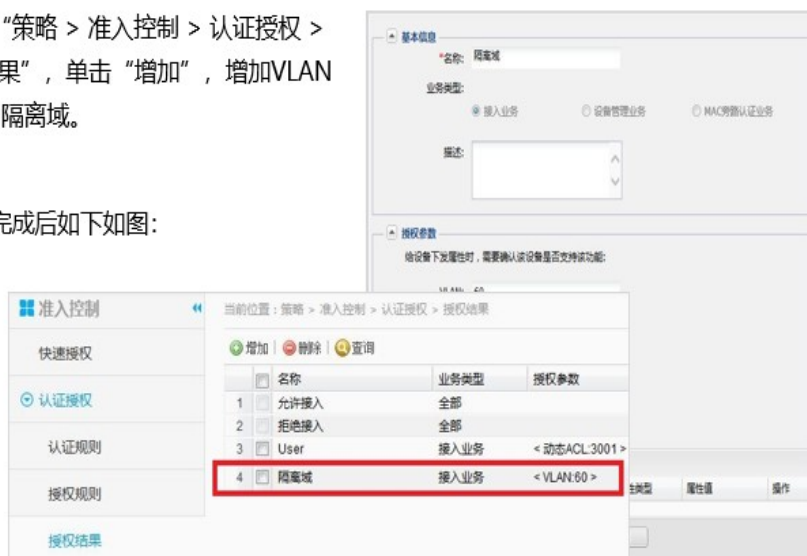 “策略 > 准入控制 > 认证授权 >
果”，单击“增加”，增加VLAN
隔离域。
完成后如下如图：
基本信息
*名称: 隔离域
业务类型:
接入业务 设备管理业务 MAC旁路认证业务
描述:
授权参数
给设备下发属性时，需要确认该设备是否支持该功能:
VLAN: 60
准入控制
快速授权
认证授权
认证规则
授权规则
授权结果
当前位置：策略 > 准入控制 > 认证授权 > 授权结果
增加 | 删除 | 查询
名称 业务类型 授权参数
1 允许接入 全部
2 拒绝接入 全部
3 User 接入业务 < 动态ACL:3001 >
4 隔离域 接入业务 < VLAN:60 >
属性值 操作